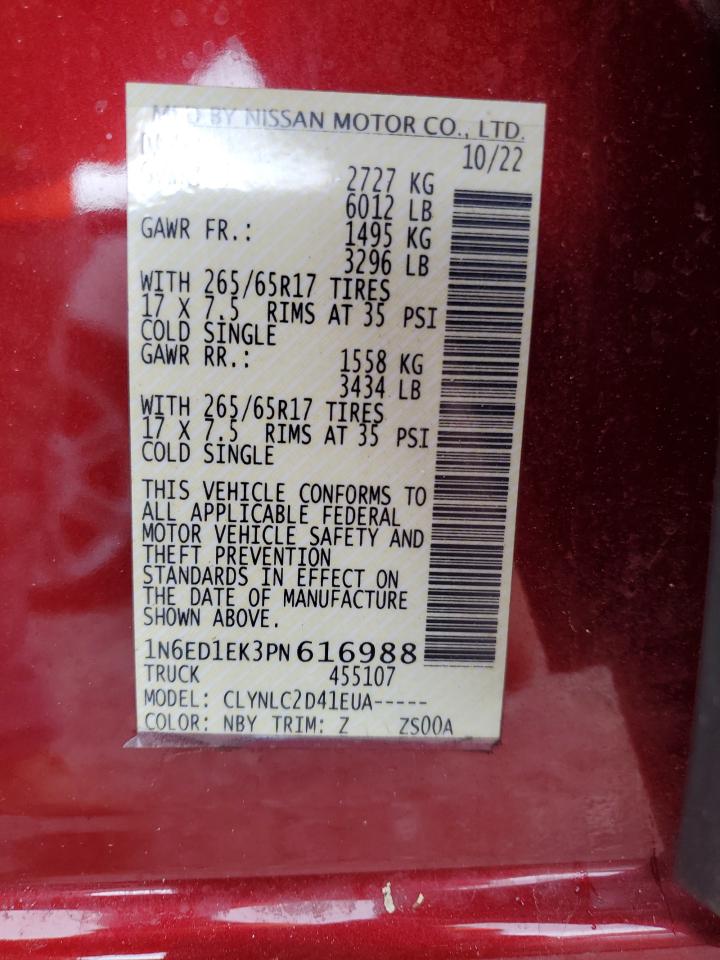 MFD BY NISSAN MOTOR CO., LTD.
10/22
2727 KG
6012 LB
GAWR FR.: 1495 KG
3296 LB
WITH 265/65R17 TIRES
17 X 7.5 RIMS AT 35 PSI
COLD SINGLE
GAWR RR.: 1558 KG
3434 LB
WITH 265/65R17 TIRES
17 X 7.5 RIMS AT 35 PSI
COLD SINGLE
THIS VEHICLE CONFORMS TO
ALL APPLICABLE FEDERAL
MOTOR VEHICLE SAFETY AND
THEFT PREVENTION
STANDARDS IN EFFECT ON
THE DATE OF MANUFACTURE
SHOWN ABOVE.
1N6ED1EK3PN616988
TRUCK 455107
MODEL: CLYNLC2D41EUA-----
COLOR: NBY TRIM: Z ZS00A